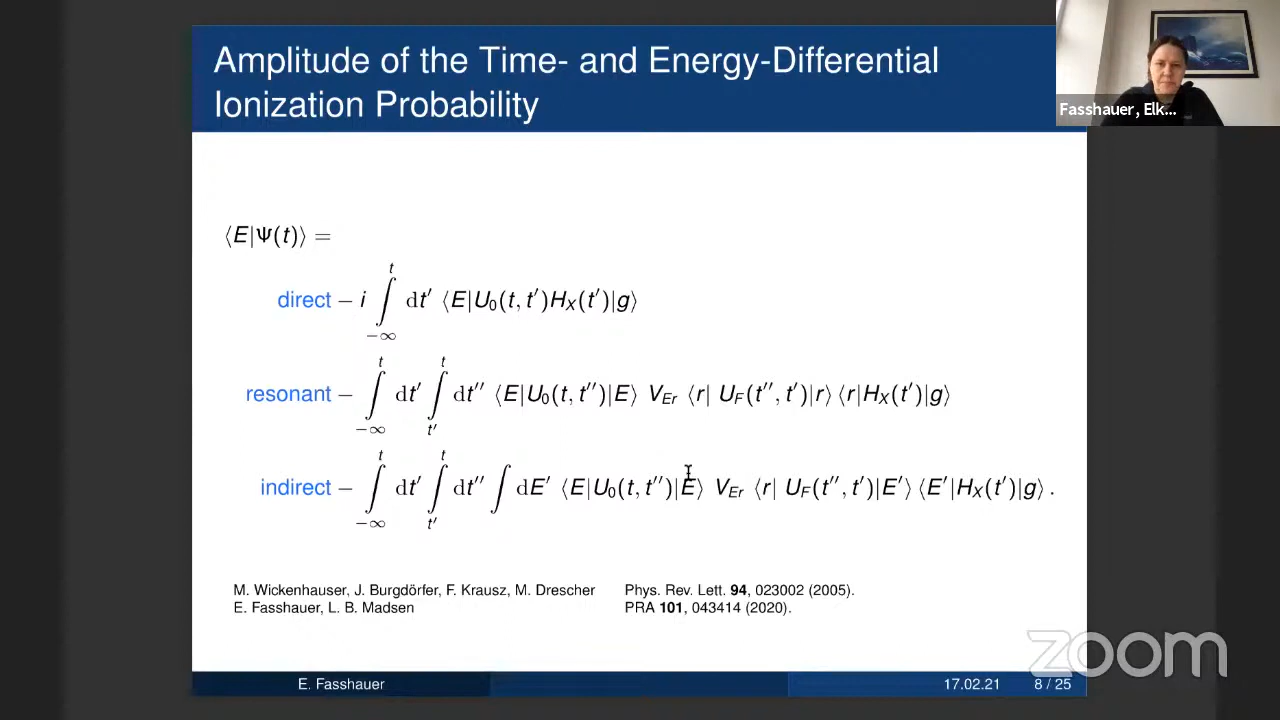 Amplitude of the Time- and Energy-Differential
Ionization Probability
Fasshauer, Elk...
⟨E|Ψ(t)⟩ =
direct − i ∫_{−∞}^{t} dt′ ⟨E|U₀(t, t′)H_X(t′)|g⟩
resonant − ∫_{−∞}^{t} dt′ ∫_{t′}^{t} dt″ ⟨E|U₀(t, t″)|E⟩ V_{Er} ⟨r| U_F(t″, t′)|r⟩ ⟨r|H_X(t′)|g⟩
indirect − ∫_{−∞}^{t} dt′ ∫_{t′}^{t} dt″ ∫ dE′ ⟨E|U₀(t, t″)|E⟩ V_{Er} ⟨r| U_F(t″, t′)|E′⟩ ⟨E′|H_X(t′)|g⟩ .
M. Wickenhauser, J. Burgdörfer, F. Krausz, M. Drescher Phys. Rev. Lett. 94, 023002 (2005).
E. Fasshauer, L. B. Madsen PRA 101, 043414 (2020).
zoom
E. Fasshauer 17.02.21 8 / 25